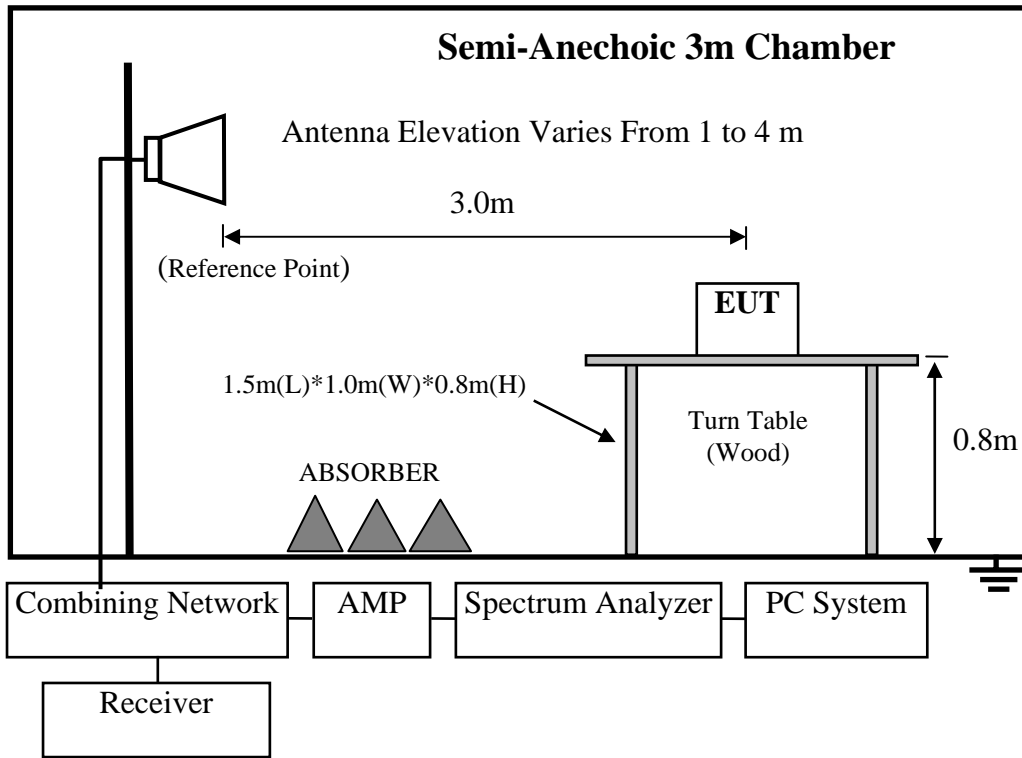 Semi-Anechoic 3m Chamber
Antenna Elevation Varies From 1 to 4 m
3.0m
(Reference Point)
EUT
1.5m(L)*1.0m(W)*0.8m(H)
Turn Table
(Wood)
0.8m
ABSORBER
Combining Network
AMP
Spectrum Analyzer
PC System
Receiver